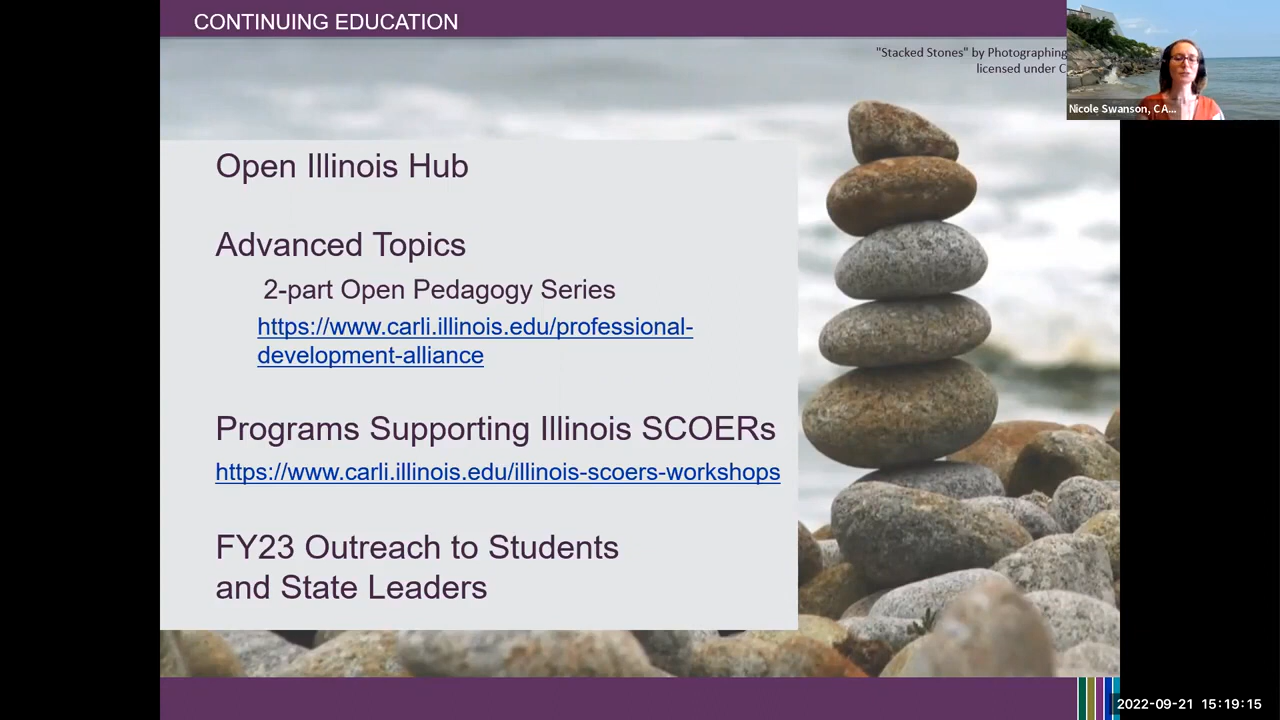 CONTINUING EDUCATION
"Stacked Stones" by Photographing
licensed under C
Nicole Swanson, CA...
Open Illinois Hub
Advanced Topics
2-part Open Pedagogy Series
https://www.carli.illinois.edu/professional-
development-alliance
Programs Supporting Illinois SCOERs
https://www.carli.illinois.edu/illinois-scoers-workshops
FY23 Outreach to Students
and State Leaders
2022-09-21 15:19:15